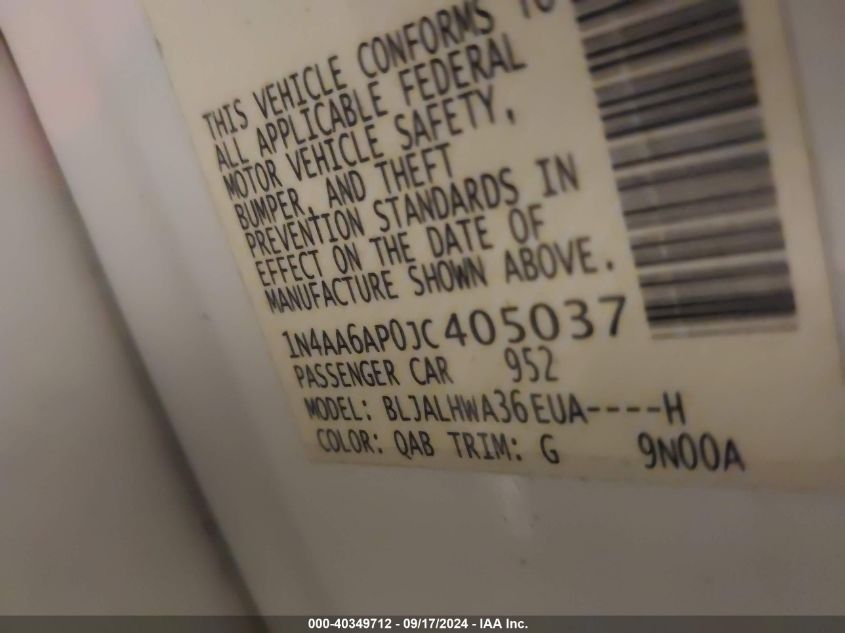 THIS VEHICLE CONFORMS TO
ALL APPLICABLE FEDERAL
MOTOR VEHICLE SAFETY,
BUMPER, AND THEFT
PREVENTION STANDARDS IN
EFFECT ON THE DATE OF
MANUFACTURE SHOWN ABOVE.
1N4AA6AP0JC405037
PASSENGER CAR 952
MODEL: BLJALHWA36EUA----H
COLOR: QAB TRIM: G 9N00A
000-40349712 - 09/17/2024 - IAA Inc.